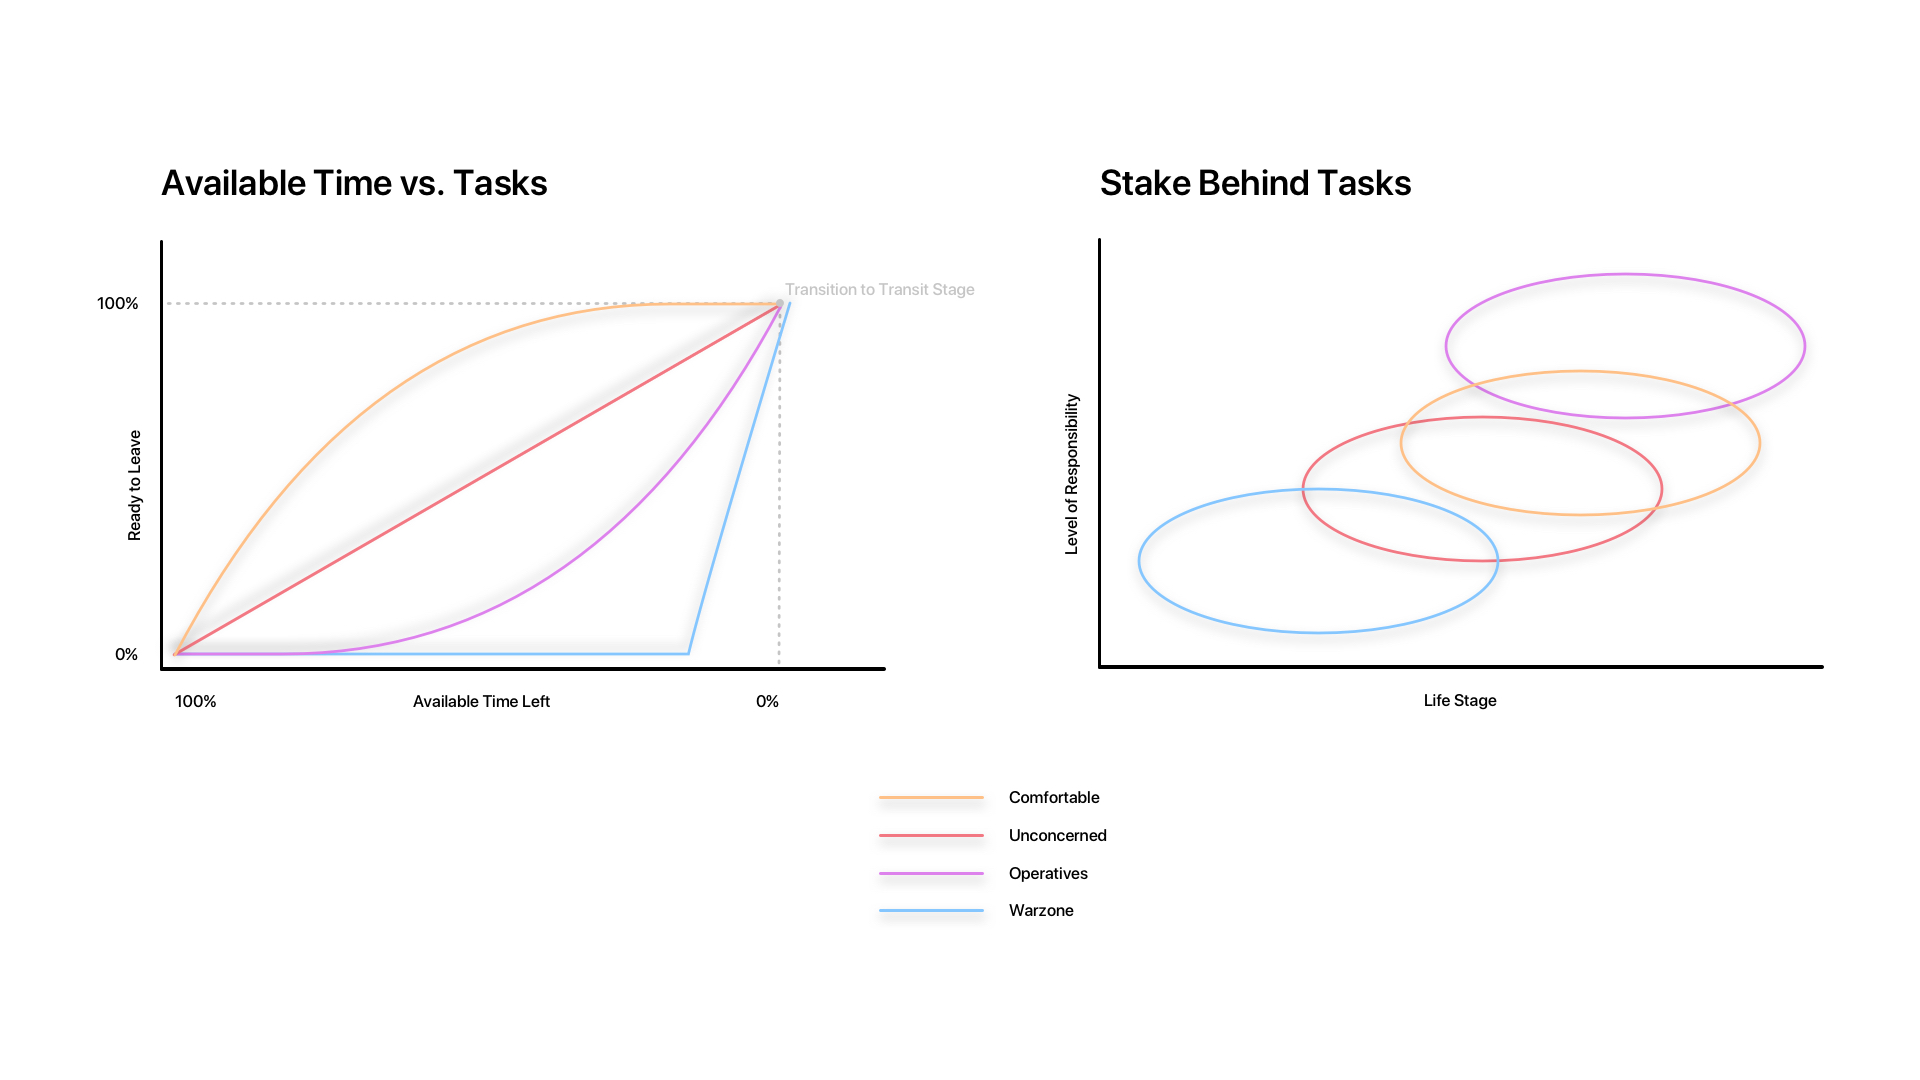 Available Time vs. Tasks
100%
Transition to Transit Stage
Ready to Leave
0%
100%
Available Time Left
0%
Stake Behind Tasks
Level of Responsibility
Life Stage
Comfortable
Unconcerned
Operatives
Warzone